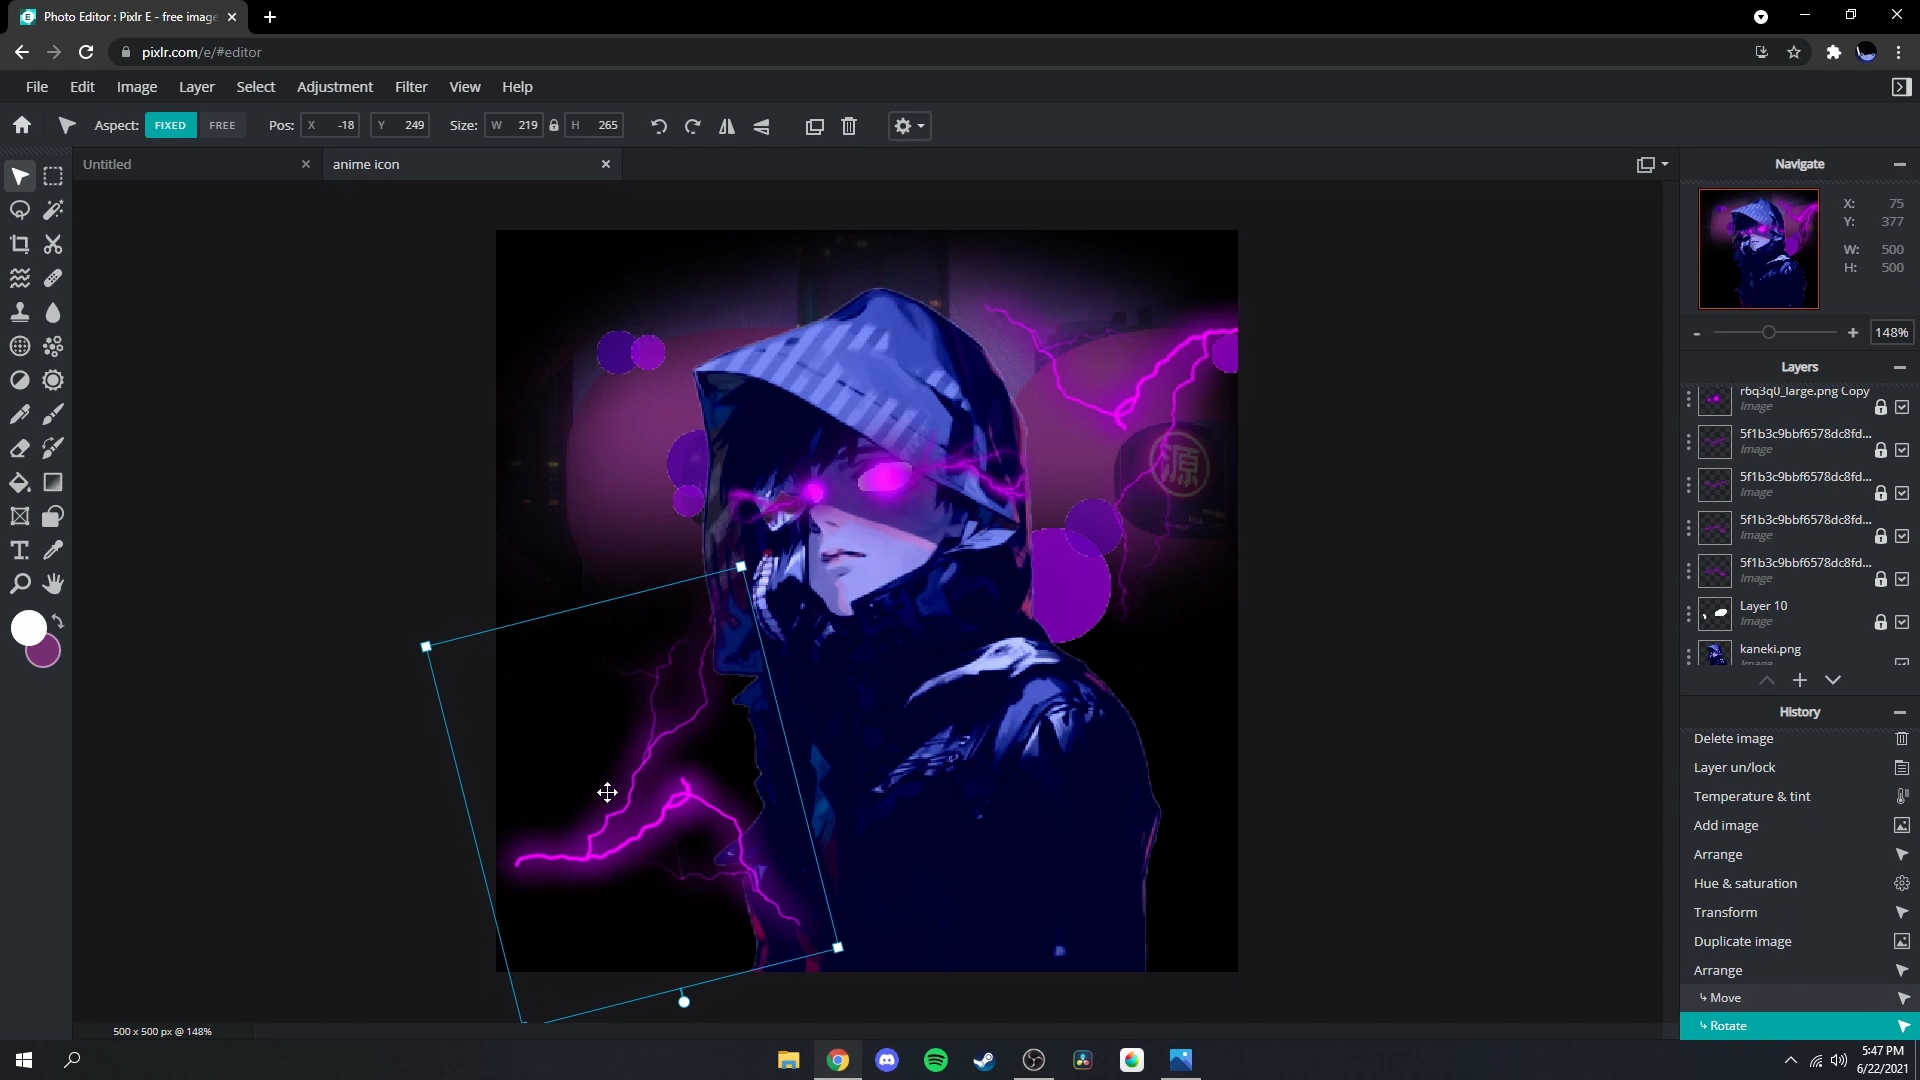 Photo Editor : Pixlr E - free image
pixlr.com/e/#editor
File Edit Image Layer Select Adjustment Filter View Help
Aspect: FIXED FREE Pos: X -18 Y 249 Size: W 219 H 265
Untitled
anime icon
Navigate
X: 75
Y: 377
W: 500
H: 500
148%
Layers
r6q3q0_large.png Copy
Image
5f1b3c9bbf6578dc8fd...
Image
5f1b3c9bbf6578dc8fd...
Image
5f1b3c9bbf6578dc8fd...
Image
5f1b3c9bbf6578dc8fd...
Image
Layer 10
Image
kaneki.png
Image
源
History
Delete image
Layer un/lock
Temperature & tint
Add image
Arrange
Hue & saturation
Transform
Duplicate image
Arrange
Move
Rotate
500 x 500 px @ 148%
5:47 PM
6/22/2021